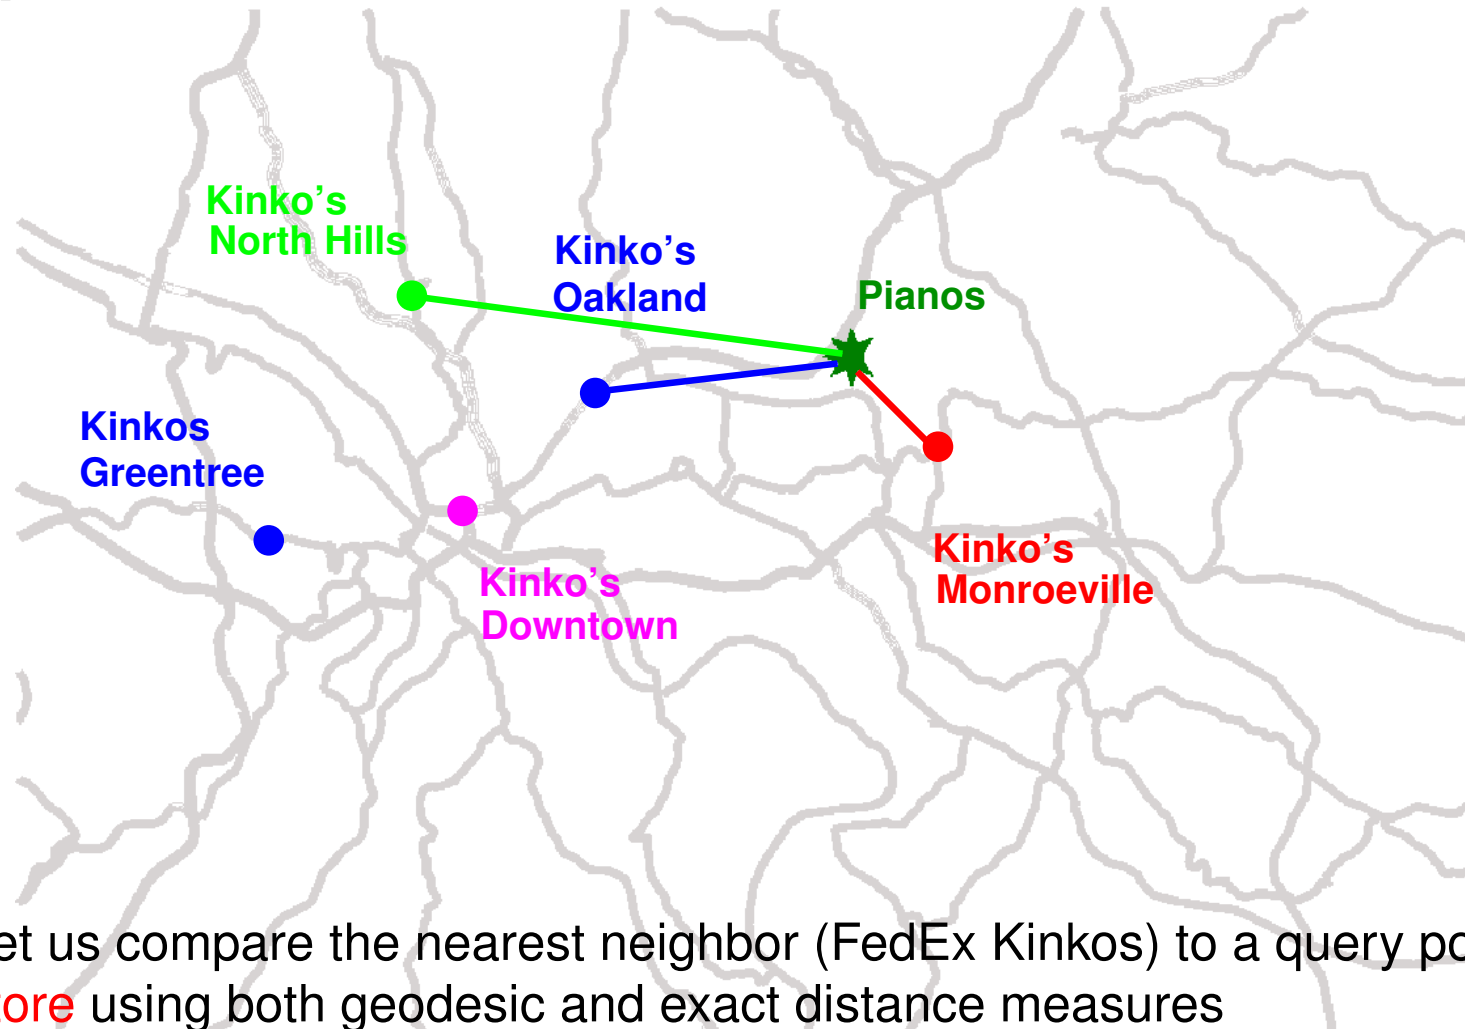 Kinko’s
North Hills
Kinko’s
Oakland
Pianos
Kinkos
Greentree
Kinko’s
Downtown
Kinko’s
Monroeville
et us compare the nearest neighbor (FedEx Kinkos) to a query po
tore using both geodesic and exact distance measures